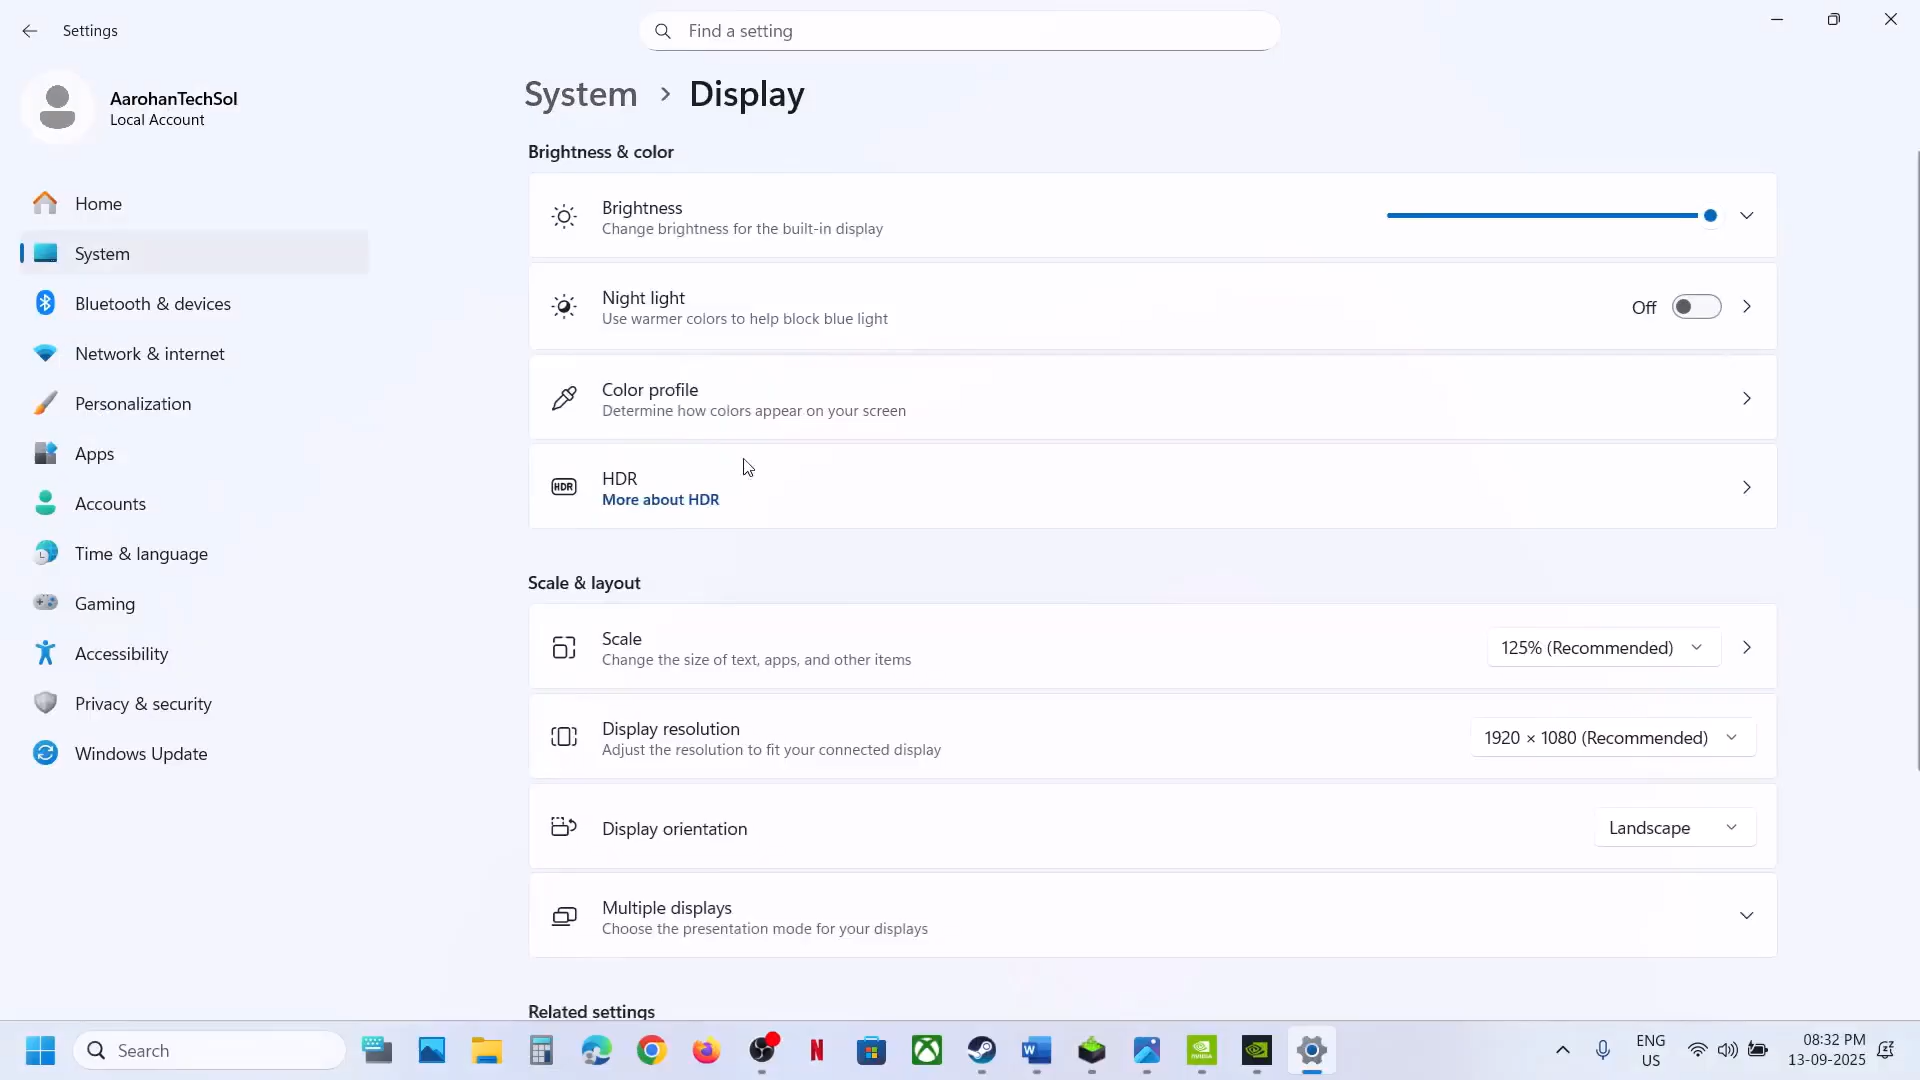 Settings
Find a setting
AarohanTechSol
Local Account
Home
System
Bluetooth & devices
Network & internet
Personalization
Apps
Accounts
Time & language
Gaming
Accessibility
Privacy & security
Windows Update
System > Display
Brightness & color
Brightness
Change brightness for the built-in display
Night light
Use warmer colors to help block blue light
Off
Color profile
Determine how colors appear on your screen
HDR
HDR
More about HDR
Scale & layout
Scale
Change the size of text, apps, and other items
125% (Recommended)
Display resolution
Adjust the resolution to fit your connected display
1920 × 1080 (Recommended)
Display orientation
Landscape
Multiple displays
Choose the presentation mode for your displays
Related settings
Search
ENG
US
08:32 PM
13-09-2025